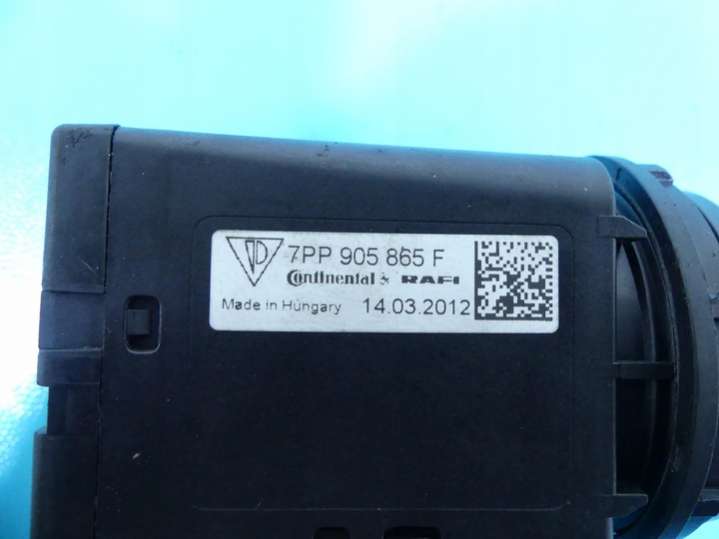 7PP 905 865 F
Continental & RAFI
Made in Hungary 14.03.2012